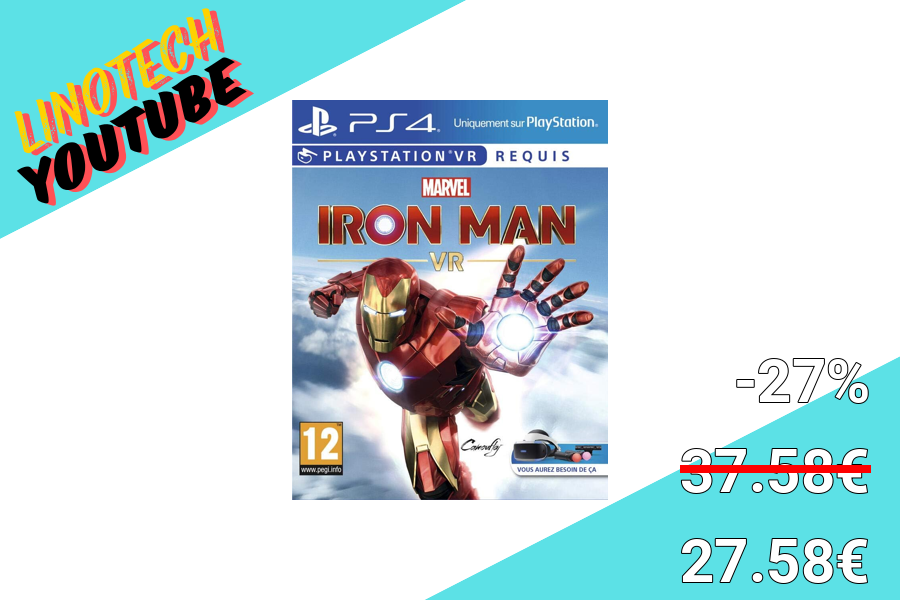 LINOTECH
YOUTUBE
PS4 Uniquement sur PlayStation
PLAYSTATION®VR REQUIS
MARVEL
IRON MAN
VR
12
www.pegi.info
Camouflaj
VOUS AUREZ BESOIN DE ÇA
-27%
37.58€
27.58€